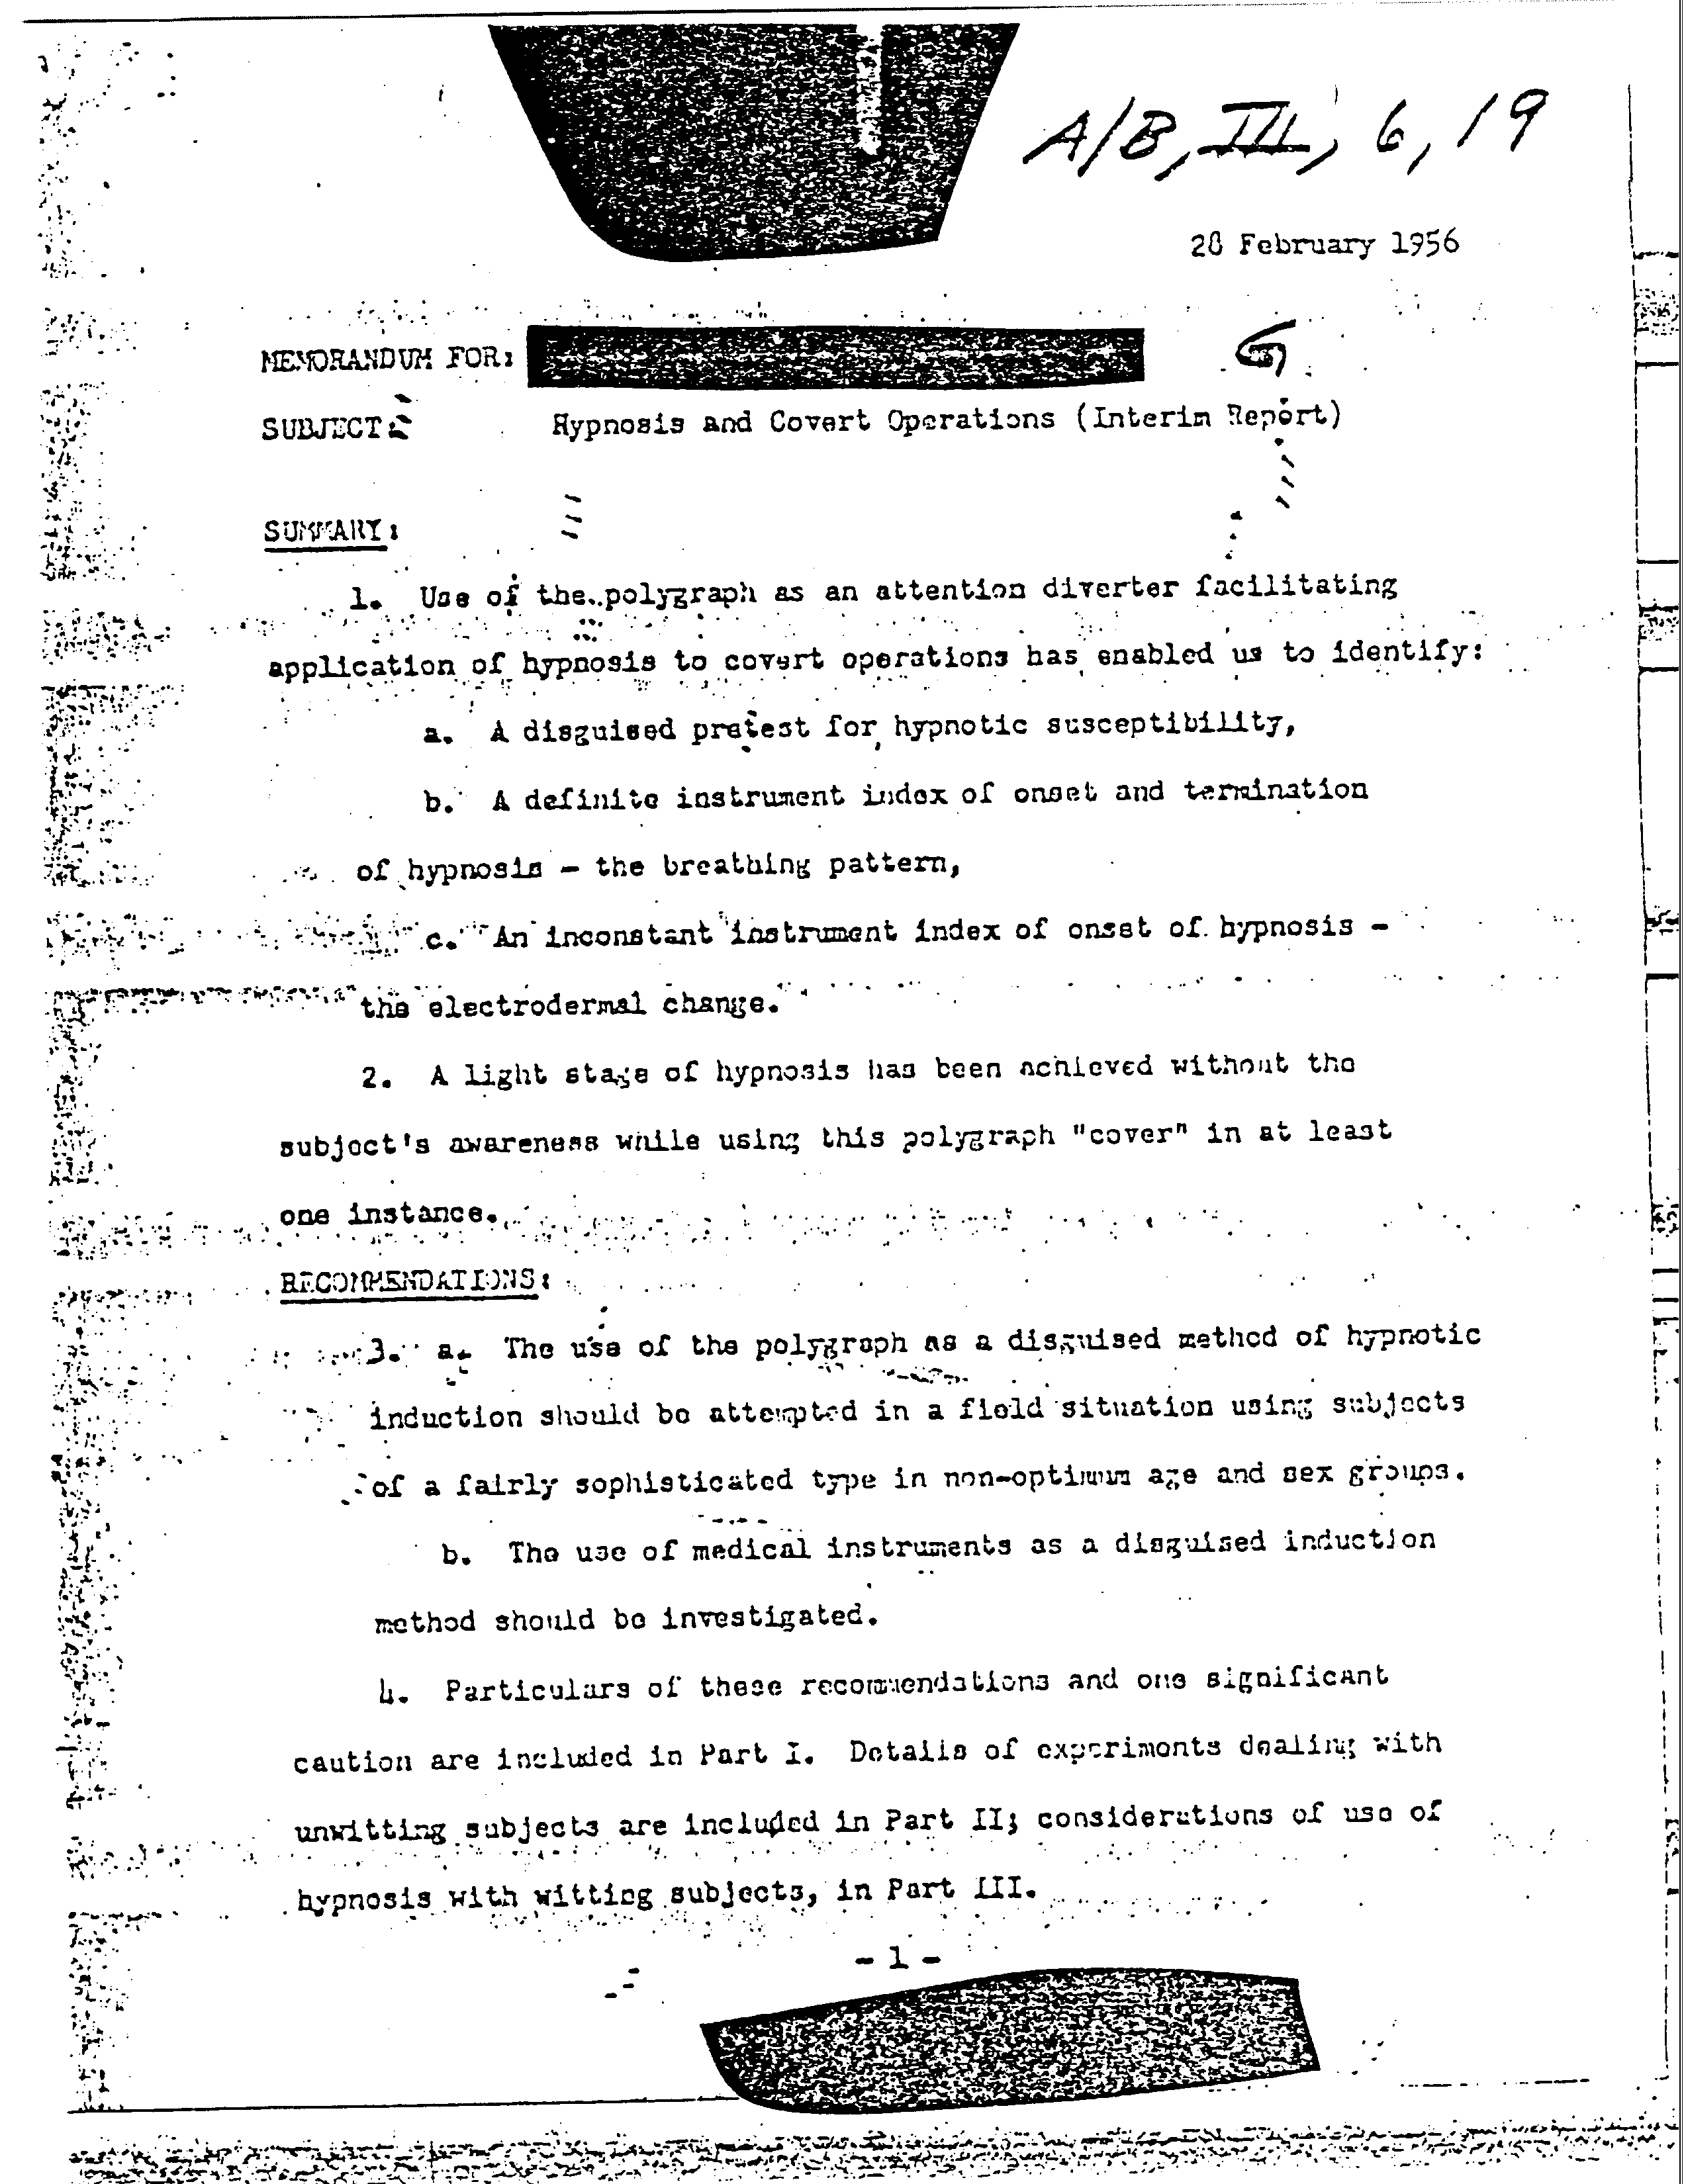 A/B, III, 6, 19
28 February 1956
MEMORANDUM FOR:
G
SUBJECT: Hypnosis and Covert Operations (Interim Report)
SUMMARY:
1. Use of the polygraph as an attention diverter facilitating
application of hypnosis to covert operations has enabled us to identify:
a. A disguised pretest for hypnotic susceptibility,
b. A definite instrument index of onset and termination
of hypnosis - the breathing pattern,
c. An inconstant instrument index of onset of hypnosis -
the electrodermal change.
2. A light stage of hypnosis has been achieved without the
subject's awareness while using this polygraph "cover" in at least
one instance.
RECOMMENDATIONS:
3. a. The use of the polygraph as a disguised method of hypnotic
induction should be attempted in a field situation using subjects
of a fairly sophisticated type in non-optimum age and sex groups.
b. The use of medical instruments as a disguised induction
method should be investigated.
4. Particulars of these recommendations and one significant
caution are included in Part I. Details of experiments dealing with
unwitting subjects are included in Part II; considerations of use of
hypnosis with witting subjects, in Part III.
- 1 -